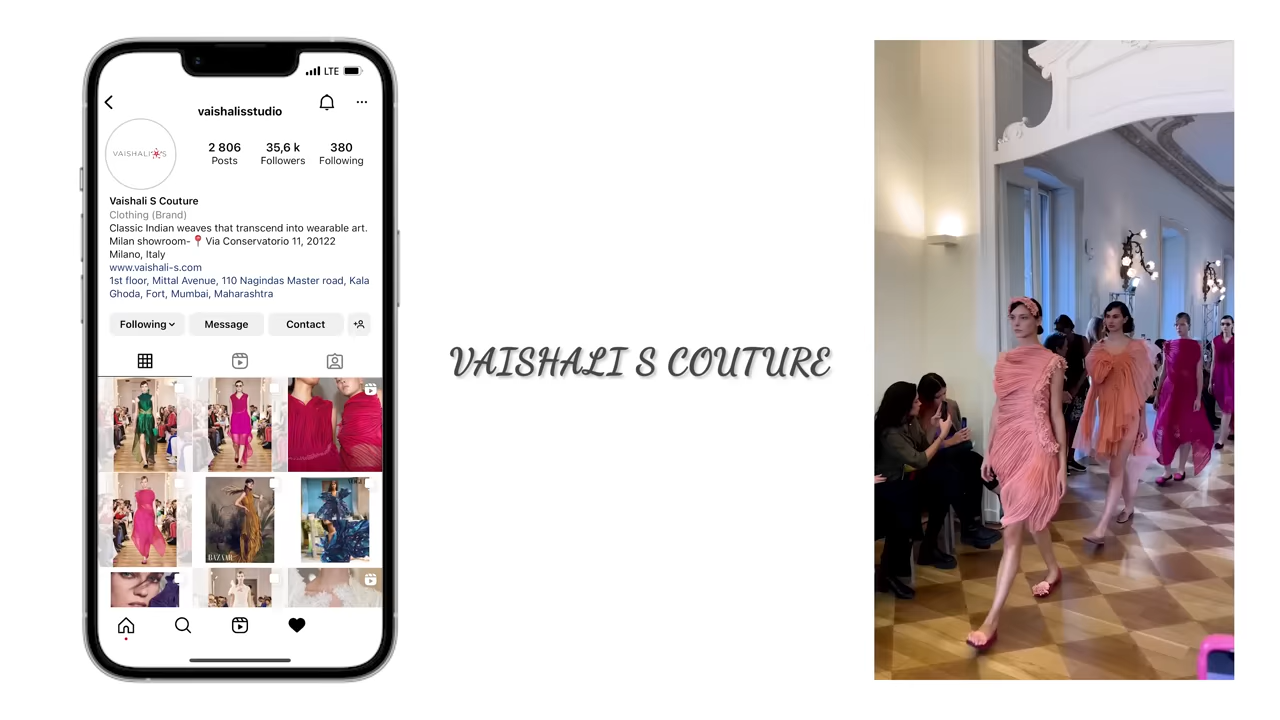 LTE
vaishalisstudio
VAISHALI S
2 806 35,6 k 380
Posts Followers Following
Vaishali S Couture
Clothing (Brand)
Classic Indian weaves that transcend into wearable art.
Milan showroom- 📍 Via Conservatorio 11, 20122
Milano, Italy
www.vaishali-s.com
1st floor, Mittal Avenue, 110 Nagindas Master road, Kala
Ghoda, Fort, Mumbai, Maharashtra
Following Message Contact
BAZAAR
VOGUE
VAISHALI S COUTURE